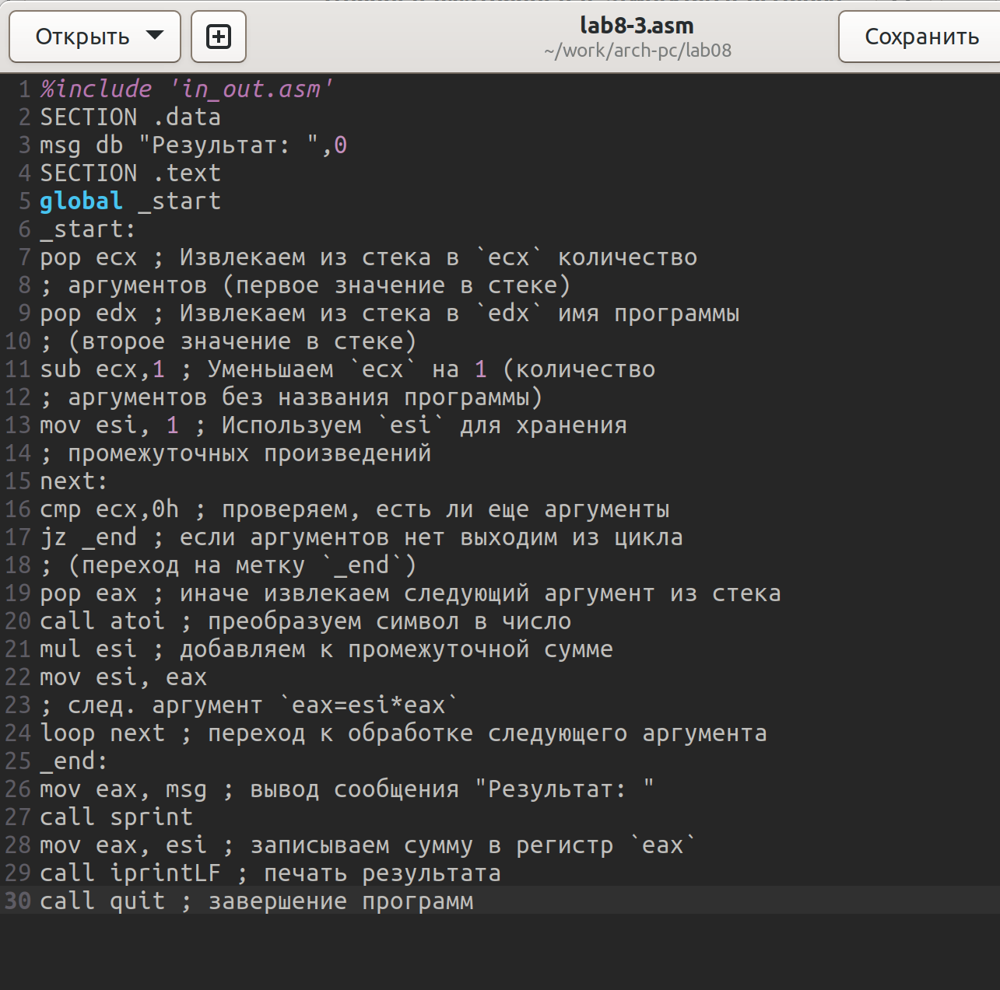 Открыть
lab8-3.asm
~/work/arch-pc/lab08
Сохранить
1 %include 'in_out.asm'
2 SECTION .data
3 msg db "Результат: ",0
4 SECTION .text
5 global _start
6 _start:
7 pop ecx ; Извлекаем из стека в `ecx` количество
8 ; аргументов (первое значение в стеке)
9 pop edx ; Извлекаем из стека в `edx` имя программы
10 ; (второе значение в стеке)
11 sub ecx,1 ; Уменьшаем `ecx` на 1 (количество
12 ; аргументов без названия программы)
13 mov esi, 1 ; Используем `esi` для хранения
14 ; промежуточных произведений
15 next:
16 cmp ecx,0h ; проверяем, есть ли еще аргументы
17 jz _end ; если аргументов нет выходим из цикла
18 ; (переход на метку `_end`)
19 pop eax ; иначе извлекаем следующий аргумент из стека
20 call atoi ; преобразуем символ в число
21 mul esi ; добавляем к промежуточной сумме
22 mov esi, eax
23 ; след. аргумент `eax=esi*eax`
24 loop next ; переход к обработке следующего аргумента
25 _end:
26 mov eax, msg ; вывод сообщения "Результат: "
27 call sprint
28 mov eax, esi ; записываем сумму в регистр `eax`
29 call iprintLF ; печать результата
30 call quit ; завершение программ